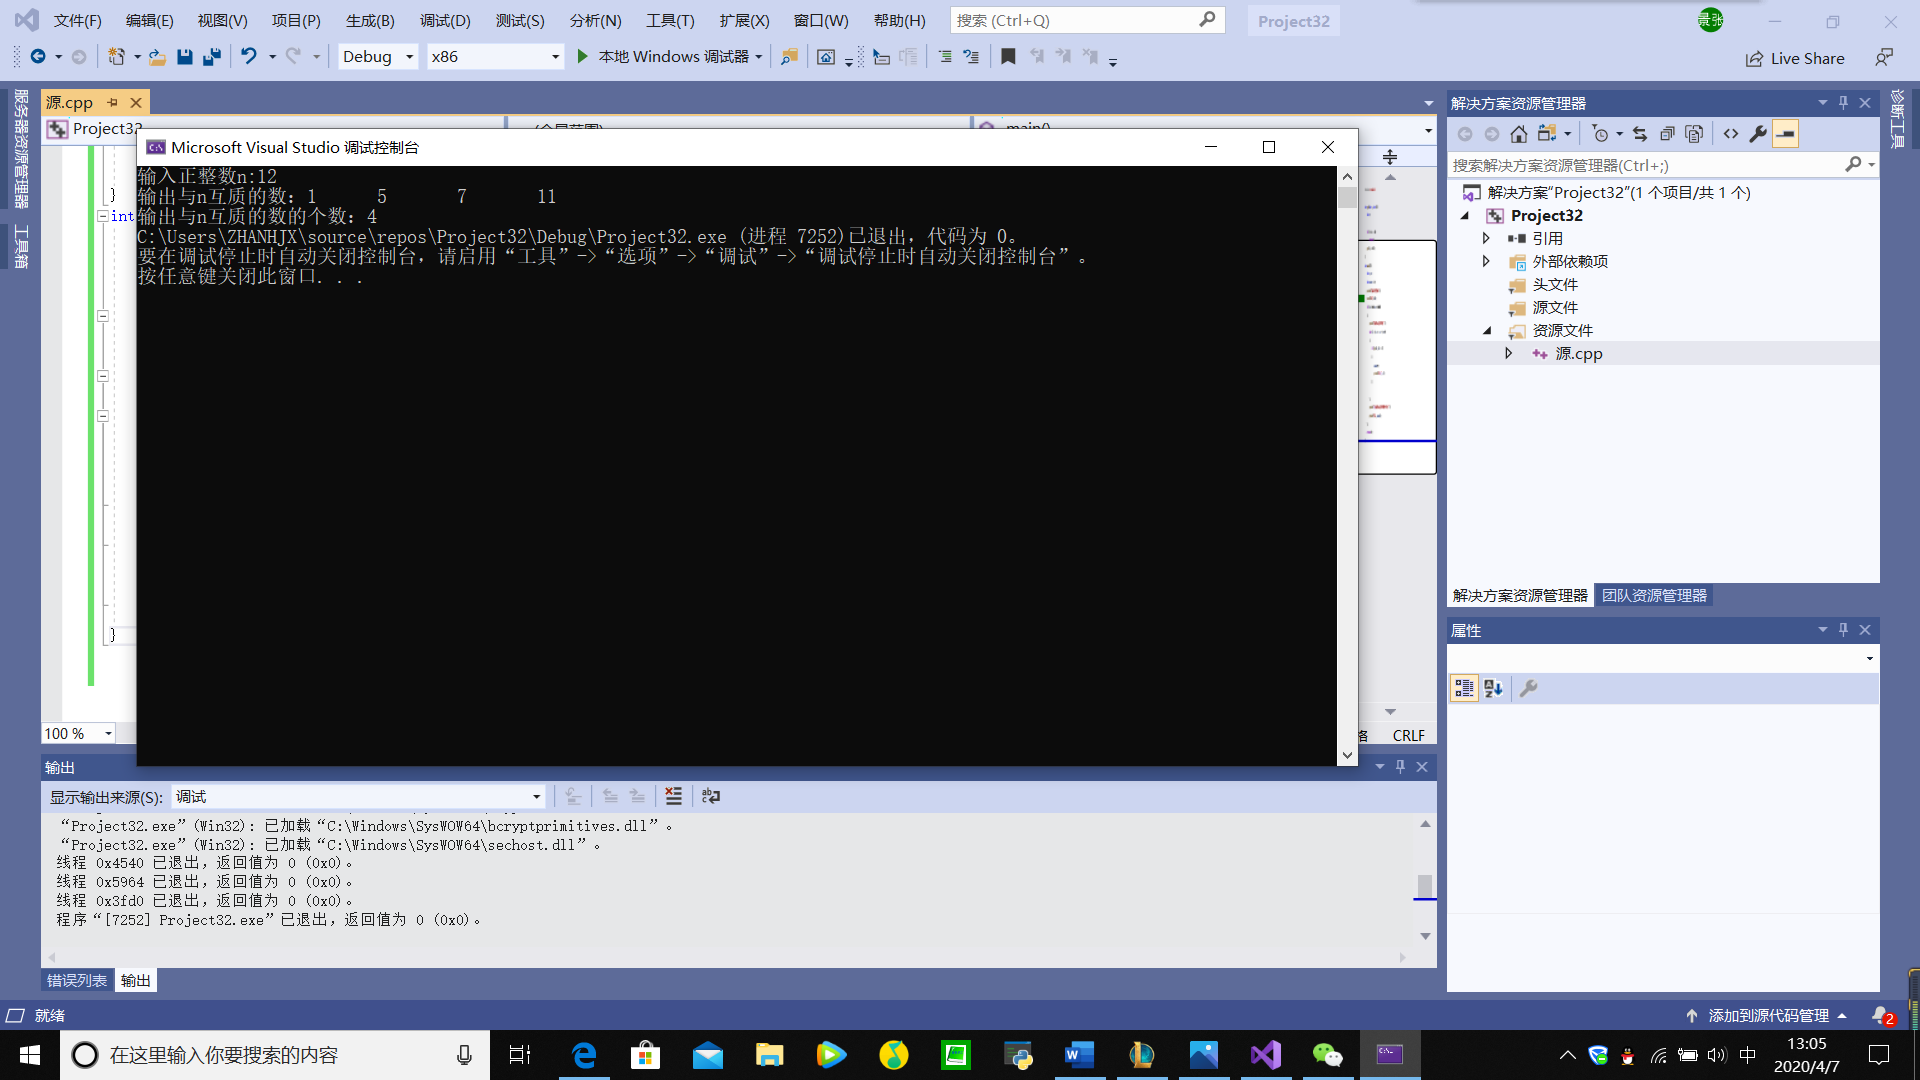 文件(F) 编辑(E) 视图(V) 项目(P) 生成(B) 调试(D) 测试(S) 分析(N) 工具(T) 扩展(X) 窗口(W) 帮助(H) 搜索 (Ctrl+Q) Project32 景张
Debug x86 本地 Windows 调试器 Live Share
服务器资源管理器
工具箱
源.cpp
Project32
main()
int
}
}
Microsoft Visual Studio 调试控制台
输入正整数n:12
输出与n互质的数: 1 5 7 11
输出与n互质的数的个数: 4
C:\Users\ZHANHJX\source\repos\Project32\Debug\Project32.exe (进程 7252)已退出，代码为 0。
要在调试停止时自动关闭控制台，请启用“工具”->“选项”->“调试”->“调试停止时自动关闭控制台”。
按任意键关闭此窗口. . .
100 %
CRLF
输出
显示输出来源(S): 调试
“Project32.exe”(Win32): 已加载“C:\Windows\SysWOW64\bcryptprimitives.dll”。
“Project32.exe”(Win32): 已加载“C:\Windows\SysWOW64\sechost.dll”。
线程 0x4540 已退出，返回值为 0 (0x0)。
线程 0x5964 已退出，返回值为 0 (0x0)。
线程 0x3fd0 已退出，返回值为 0 (0x0)。
程序“[7252] Project32.exe”已退出，返回值为 0 (0x0)。
错误列表 输出
解决方案资源管理器
搜索解决方案资源管理器(Ctrl+;)
解决方案“Project32”(1 个项目/共 1 个)
Project32
引用
外部依赖项
头文件
源文件
资源文件
源.cpp
解决方案资源管理器 团队资源管理器
属性
诊断工具
就绪 添加到源代码管理 2
在这里输入你要搜索的内容 中
13:05
2020/4/7